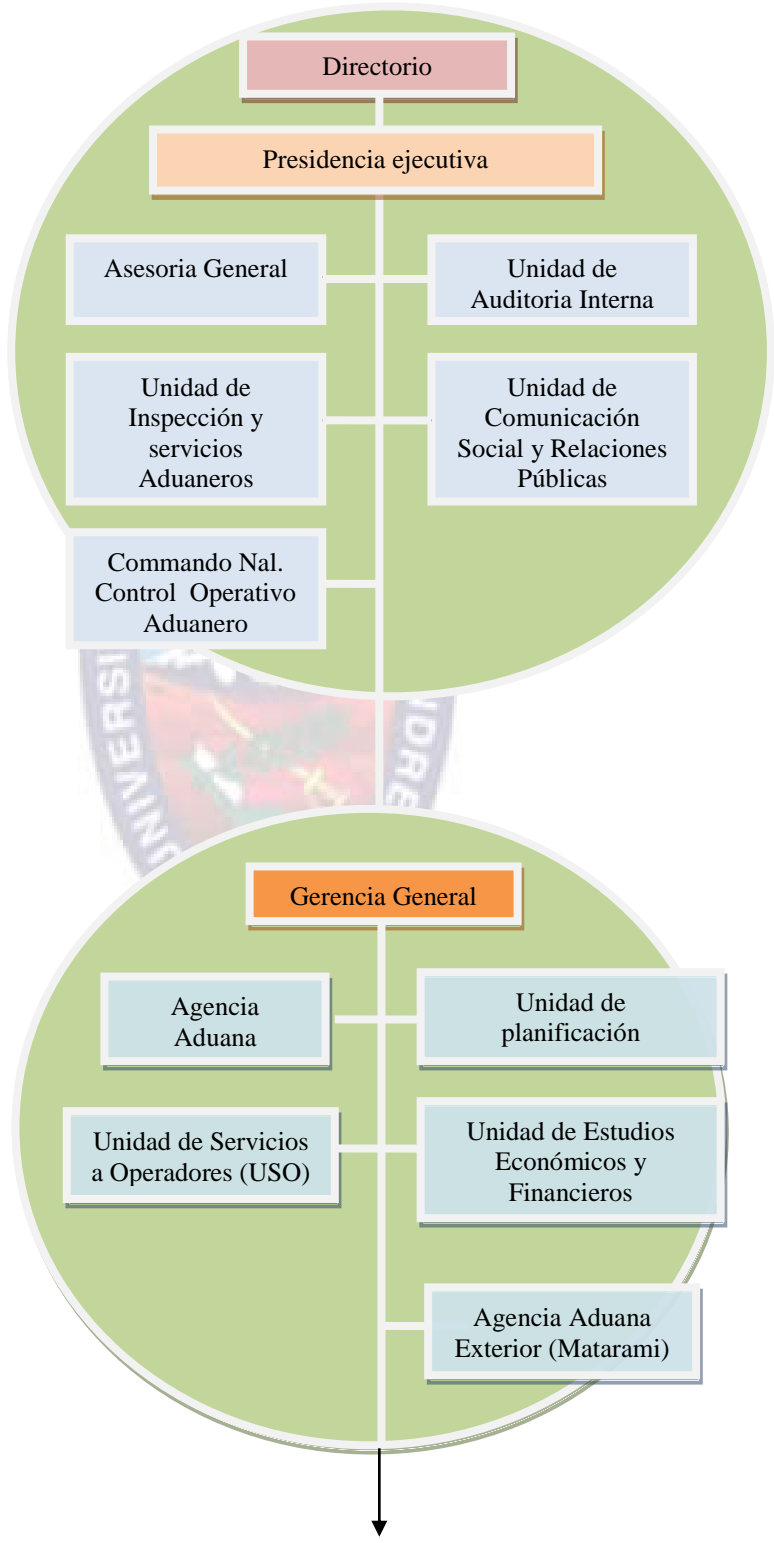 Directorio
Presidencia ejecutiva
Asesoria General
Unidad de
Auditoria Interna
Unidad de
Inspección y
servicios
Aduaneros
Unidad de
Comunicación
Social y Relaciones
Públicas
Commando Nal.
Control Operativo
Aduanero
Gerencia General
Agencia
Aduana
Unidad de
planificación
Unidad de Servicios
a Operadores (USO)
Unidad de Estudios
Económicos y
Financieros
Agencia Aduana
Exterior (Matarami)